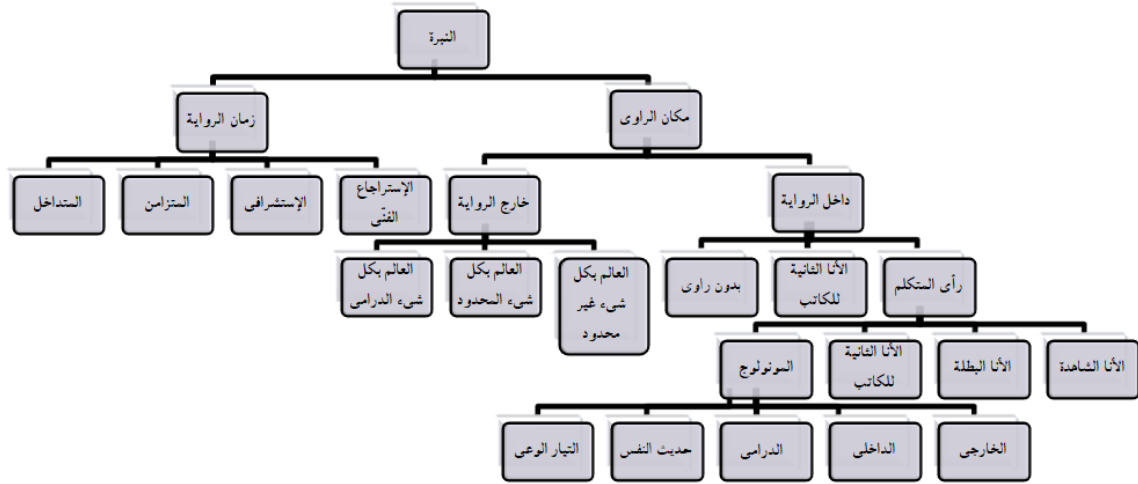 النبرة
مكان الراوى
زمان الرواية
داخل الرواية
خارج الرواية
الإستراجاع
الفنّى
الإستشرافى
المتزامن
المتداخل
رأى المتكلم
الأنا الثانية
للكاتب
بدون راوى
العالم بكل
شىء غير
محدود
العالم بكل
شىء المحدود
العالم بكل
شىء الدرامى
الأنا الشاهدة
الأنا البطلة
الأنا الثانية
للكاتب
المونولوج
الخارجى
الداخلى
الدرامى
حديث النفس
التيار الوعى